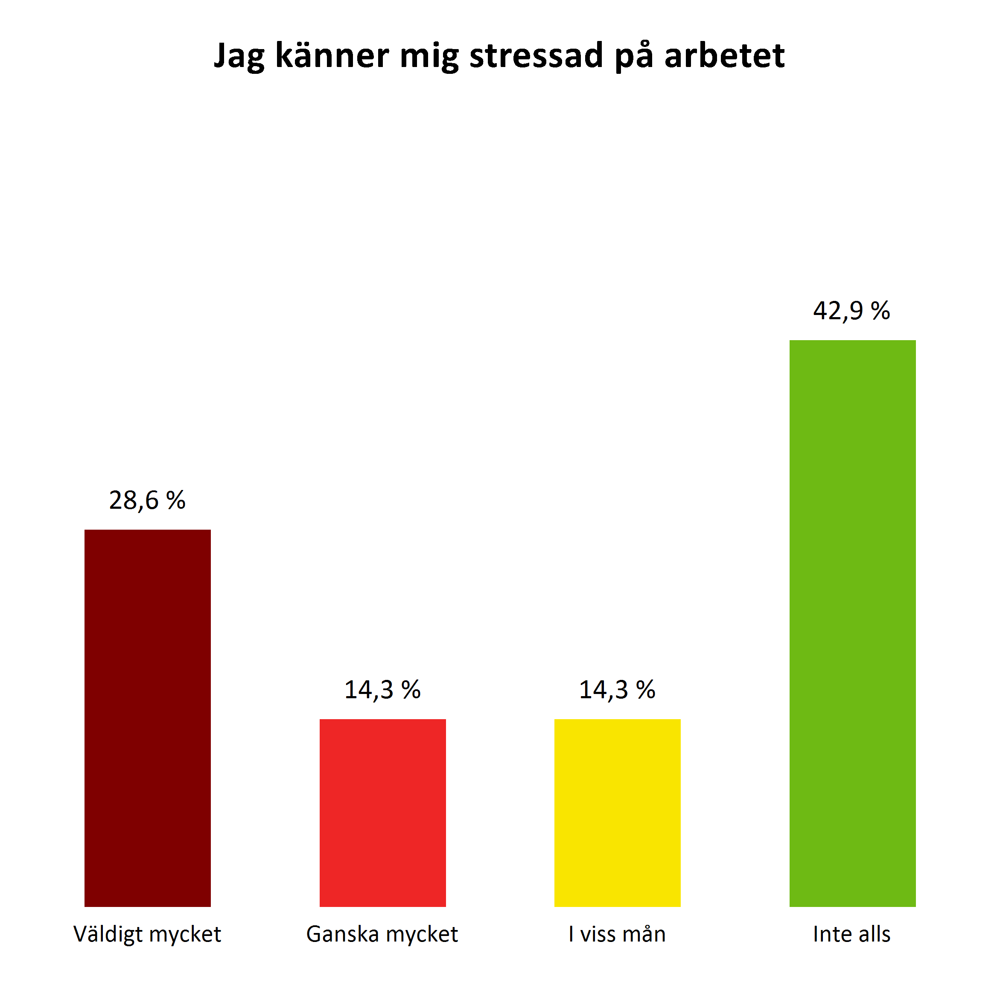 Jag känner mig stressad på arbetet
42,9 %
28,6 %
14,3 %
14,3 %
Väldigt mycket
Ganska mycket
I viss mån
Inte alls